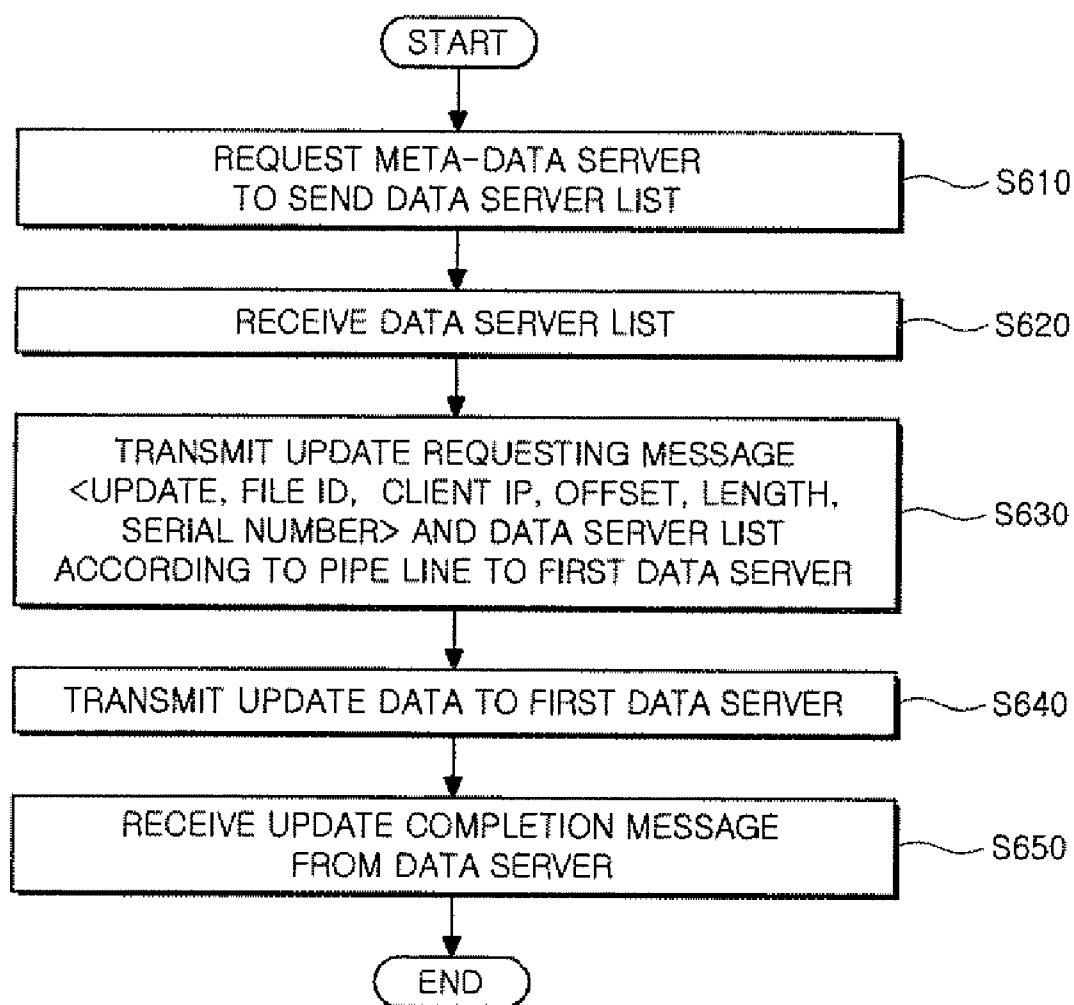 START
REQUEST META-DATA SERVER
TO SEND DATA SERVER LIST
S610
RECEIVE DATA SERVER LIST
S620
TRANSMIT UPDATE REQUESTING MESSAGE
<UPDATE, FILE ID, CLIENT IP, OFFSET, LENGTH,
SERIAL NUMBER> AND DATA SERVER LIST
ACCORDING TO PIPE LINE TO FIRST DATA SERVER
S630
TRANSMIT UPDATE DATA TO FIRST DATA SERVER
S640
RECEIVE UPDATE COMPLETION MESSAGE
FROM DATA SERVER
S650
END